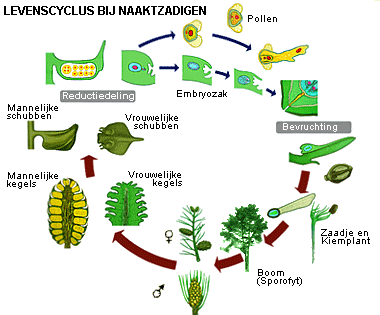 LEVENSCYCLUS BIJ NAAKTZADIGEN
Pollen
Reductiedeling
Embryozak
Mannelijke
schubben
Vrouwelijke
schubben
Bevruchting
Mannelijke
kegels
Vrouwelijke
kegels
Zaadje en
Kiemplant
Boom
(Sporofyt)
♀
♂